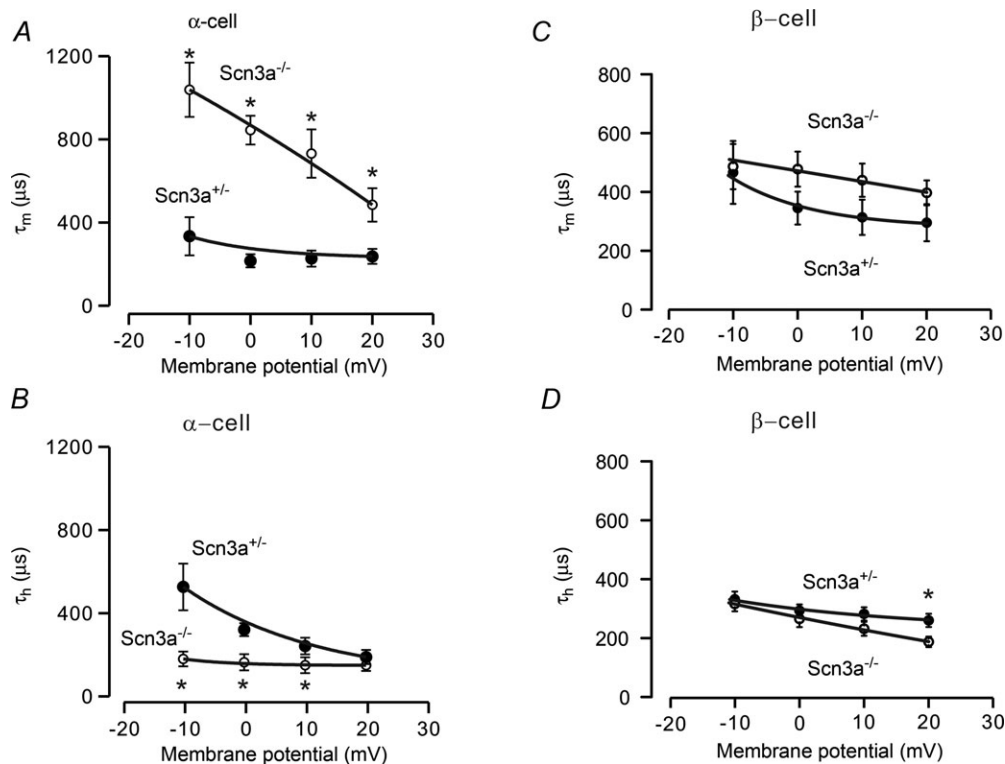 A
α-cell
1200
800
400
0
τm (μs)
*
*
*
*
Scn3a-/-
Scn3a+/-
-20 -10 0 10 20 30
Membrane potential (mV)
B
α-cell
1200
800
400
0
τh (μs)
Scn3a+/-
Scn3a-/-
* * *
-20 -10 0 10 20 30
Membrane potential (mV)
C
β-cell
800
600
400
200
0
τm (μs)
Scn3a-/-
Scn3a+/-
-20 -10 0 10 20 30
Membrane potential (mV)
D
β-cell
800
600
400
200
0
τh (μs)
Scn3a+/-
*
Scn3a-/-
-20 -10 0 10 20 30
Membrane potential (mV)